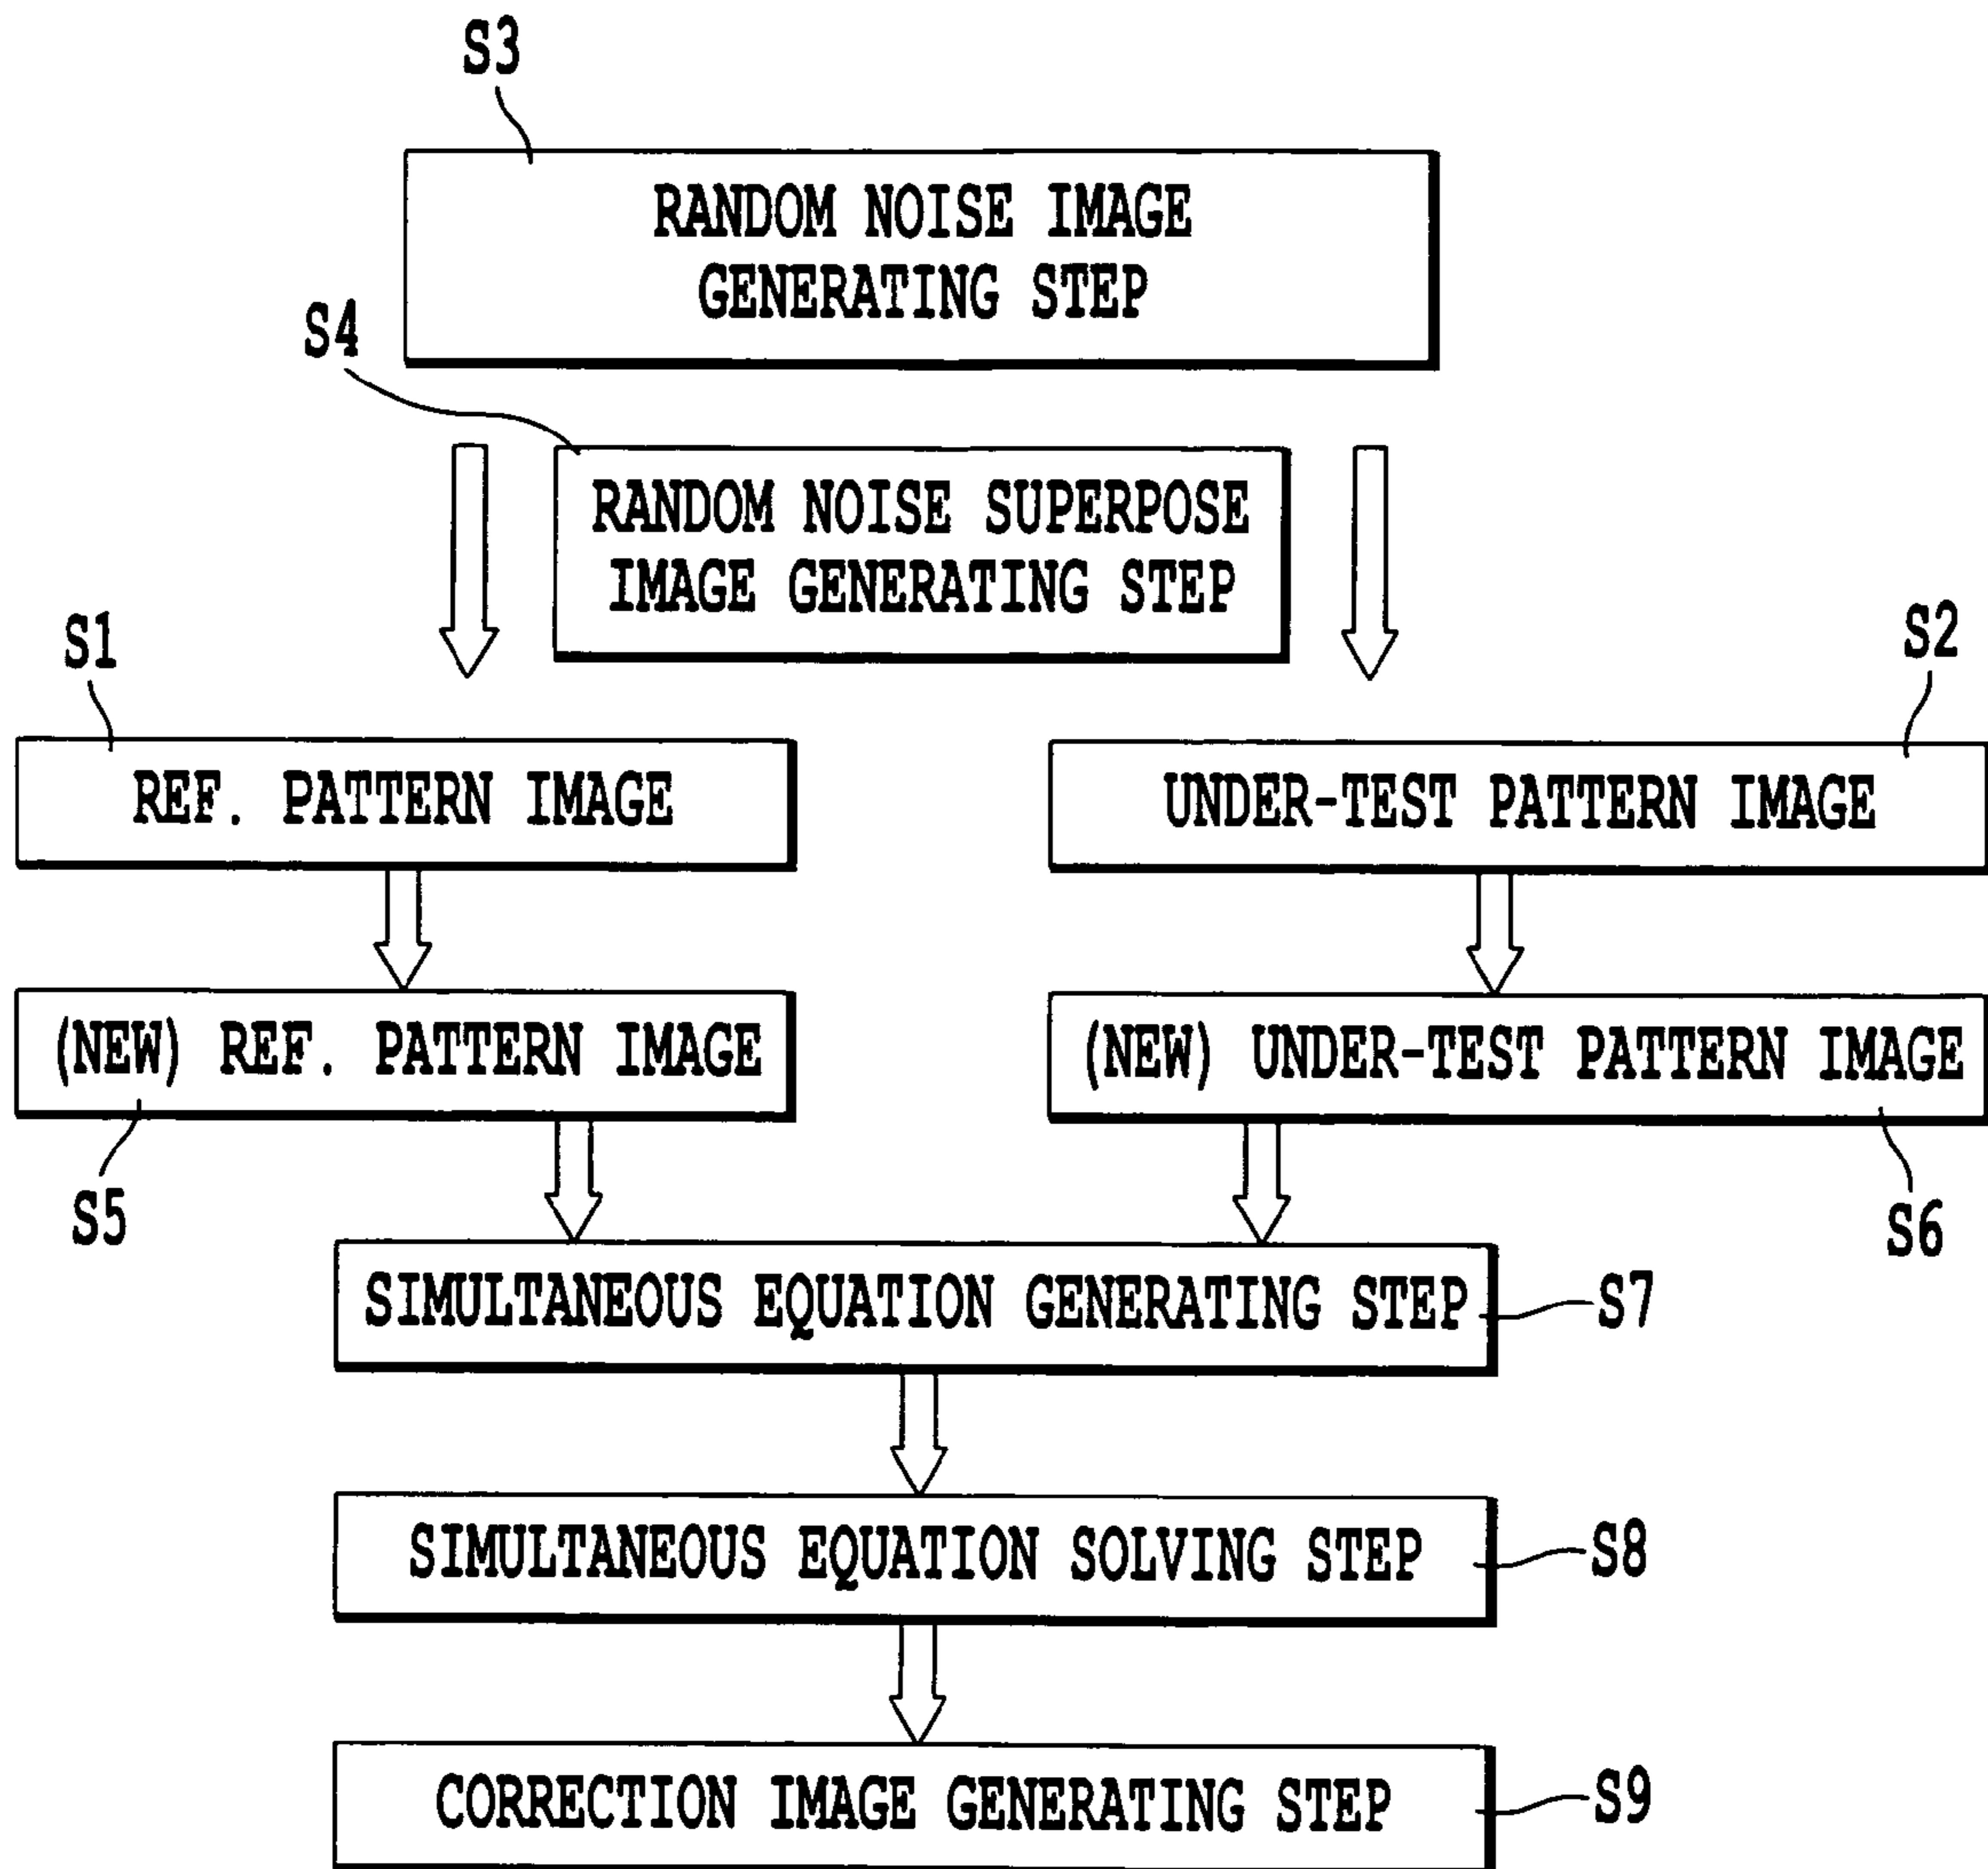 S3
RANDOM NOISE IMAGE
GENERATING STEP
S4
RANDOM NOISE SUPERPOSE
IMAGE GENERATING STEP
S1
S2
REF. PATTERN IMAGE
UNDER-TEST PATTERN IMAGE
(NEW) REF. PATTERN IMAGE
(NEW) UNDER-TEST PATTERN IMAGE
S5
S6
SIMULTANEOUS EQUATION GENERATING STEP
S7
SIMULTANEOUS EQUATION SOLVING STEP
S8
CORRECTION IMAGE GENERATING STEP
S9